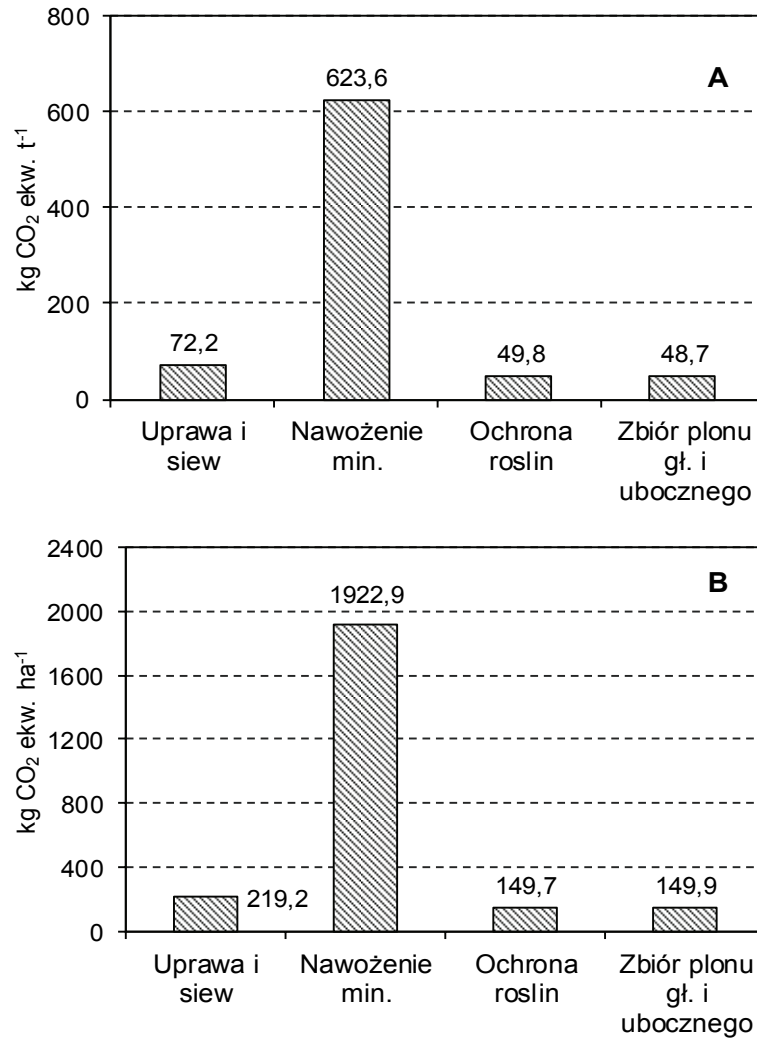 800
A
623,6
600
kg CO₂ ekw. t⁻¹
400
200
72,2
49,8
48,7
0
Uprawa i
siew
Nawożenie
min.
Ochrona
roslin
Zbiór plonu
gł. i
ubocznego
2400
B
2000
1922,9
1600
kg CO₂ ekw. ha⁻¹
1200
800
400
219,2
149,7
149,9
0
Uprawa i
siew
Nawożenie
min.
Ochrona
roslin
Zbiór plonu
gł. i
ubocznego